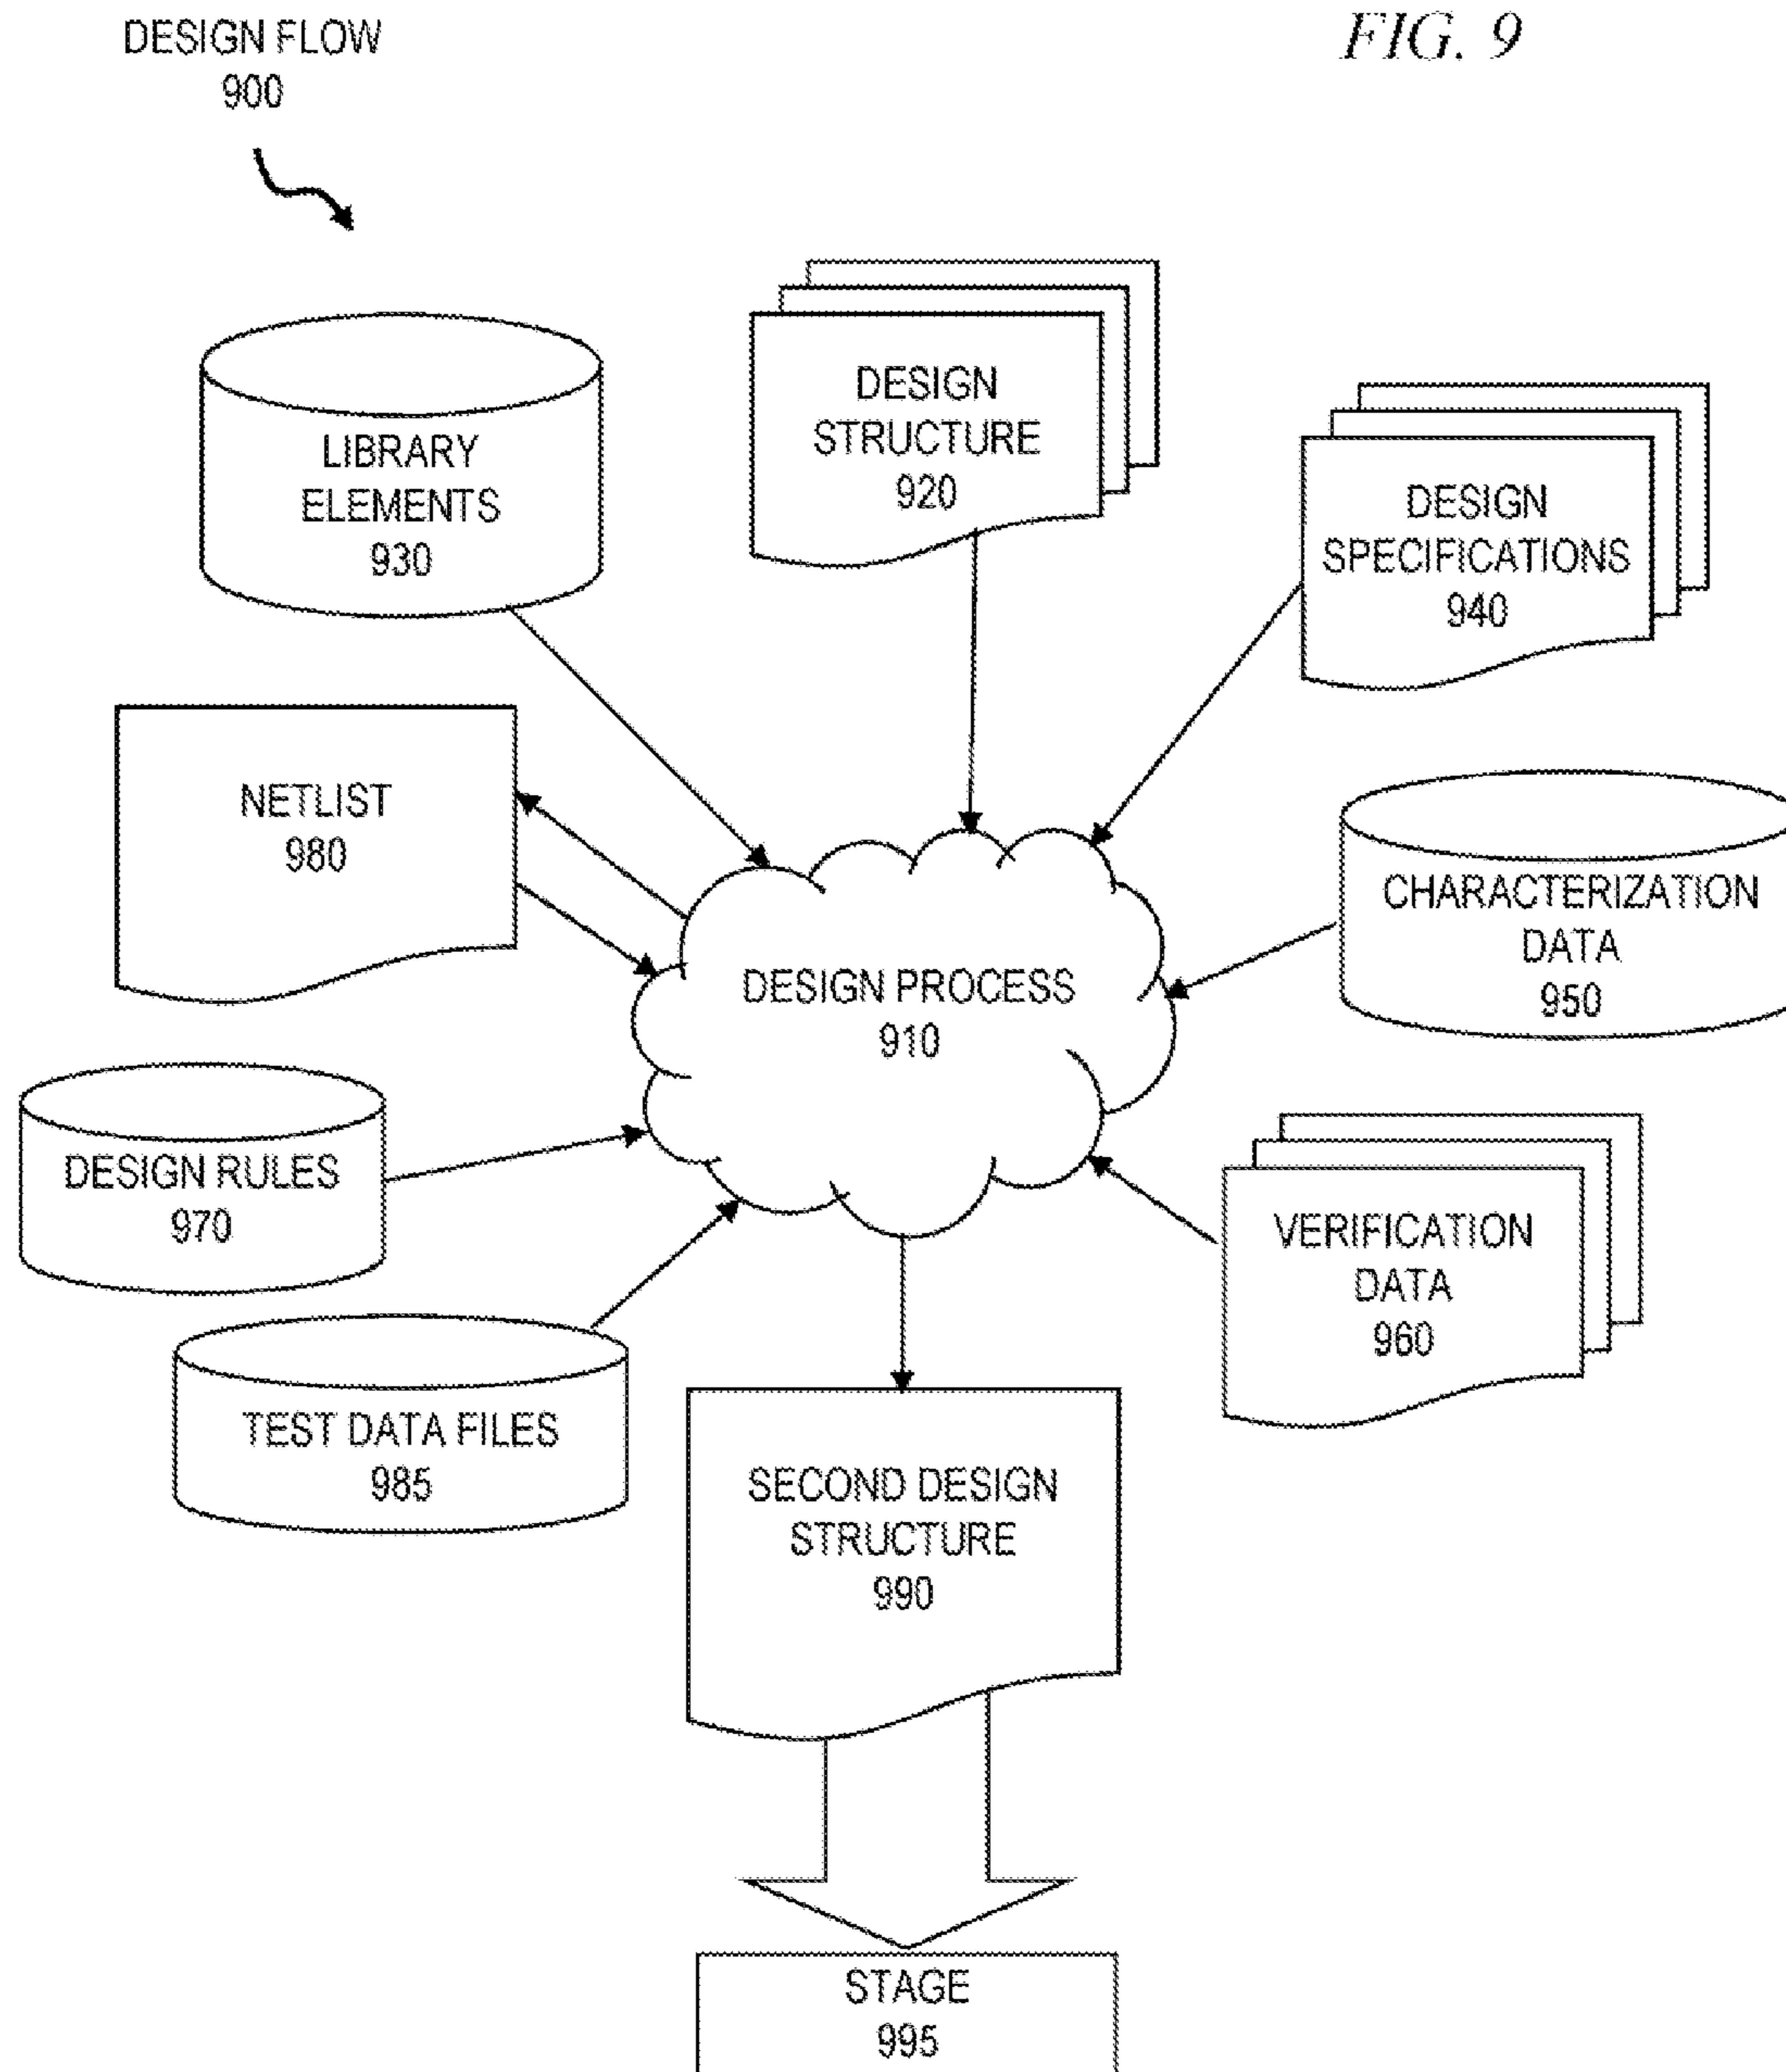 DESIGN FLOW
900
FIG. 9
LIBRARY
ELEMENTS
930
DESIGN
STRUCTURE
920
DESIGN
SPECIFICATIONS
940
NETLIST
980
DESIGN PROCESS
910
CHARACTERIZATION
DATA
950
DESIGN RULES
970
VERIFICATION
DATA
960
TEST DATA FILES
985
SECOND DESIGN
STRUCTURE
990
STAGE
995